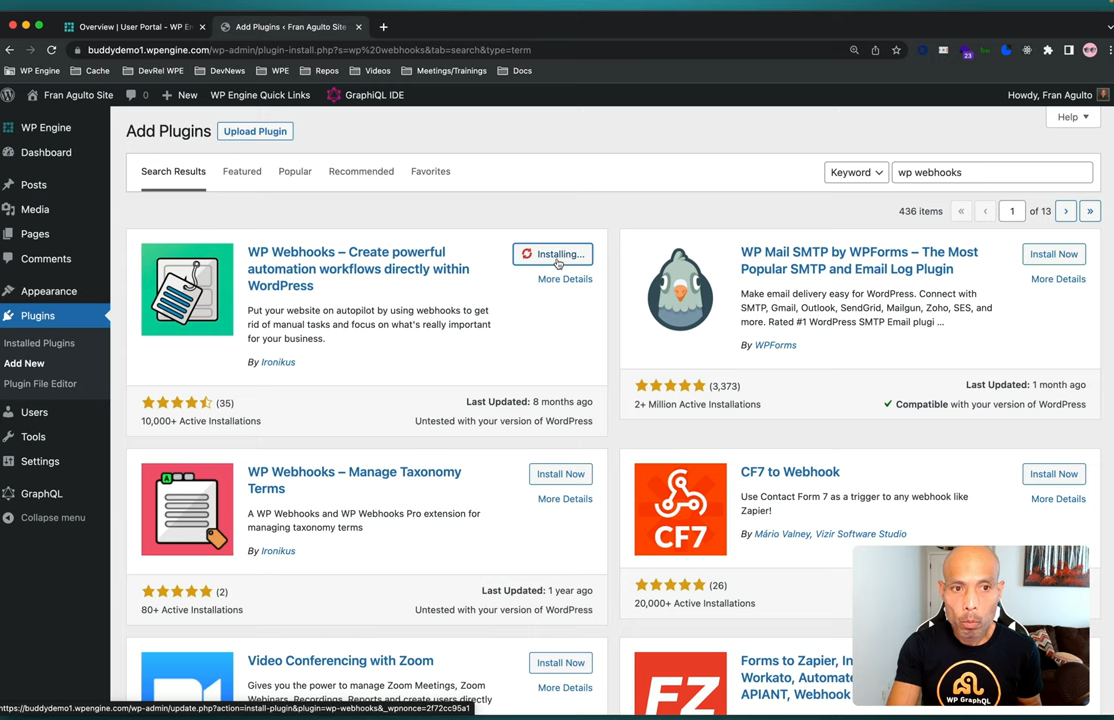 Overview | User Portal - WP En
Add Plugins ‹ Fran Agulto Site
buddydemo1.wpengine.com/wp-admin/plugin-install.php?s=wp%20webhooks&tab=search&type=term
23
WP Engine
Cache
DevRel WPE
DevNews
WPE
Repos
Videos
Meetings/Trainings
Docs
Fran Agulto Site
0
New
WP Engine Quick Links
GraphiQL IDE
Howdy, Fran Agulto
WP Engine
Dashboard
Posts
Media
Pages
Comments
Appearance
Plugins
Installed Plugins
Add New
Plugin File Editor
Users
Tools
Settings
GraphQL
Collapse menu
Help
Add Plugins
Upload Plugin
Search Results
Featured
Popular
Recommended
Favorites
Keyword
wp webhooks
436 items
«
‹
1
of 13
›
»
WP Webhooks – Create powerful
automation workflows directly within
WordPress
Installing...
More Details
Put your website on autopilot by using webhooks to get
rid of manual tasks and focus on what's really important
for your business.
By Ironikus
(35)
10,000+ Active Installations
Last Updated: 8 months ago
Untested with your version of WordPress
WP Mail SMTP by WPForms – The Most
Popular SMTP and Email Log Plugin
Install Now
More Details
Make email delivery easy for WordPress. Connect with
SMTP, Gmail, Outlook, SendGrid, Mailgun, Zoho, SES, and
more. Rated #1 WordPress SMTP Email plugi ...
By WPForms
(3,373)
2+ Million Active Installations
Last Updated: 1 month ago
Compatible with your version of WordPress
WP Webhooks – Manage Taxonomy
Terms
Install Now
More Details
A WP Webhooks and WP Webhooks Pro extension for
managing taxonomy terms
By Ironikus
(2)
80+ Active Installations
Last Updated: 1 year ago
Untested with your version of WordPress
CF7
CF7 to Webhook
Install Now
More Details
Use Contact Form 7 as a trigger to any webhook like
Zapier!
By Mário Valney, Vizir Software Studio
(26)
20,000+ Active Installations
Video Conferencing with Zoom
Install Now
More Details
Gives you the power to manage Zoom Meetings, Zoom
Webinars, Recordings, Reports and create users directly
FZ
Forms to Zapier, In
Workato, Automate
APIANT, Webhook
WP GRAPHQL
https://buddydemo1.wpengine.com/wp-admin/update.php?action=install-plugin&plugin=wp-webhooks&_wpnonce=2f72cc95a1